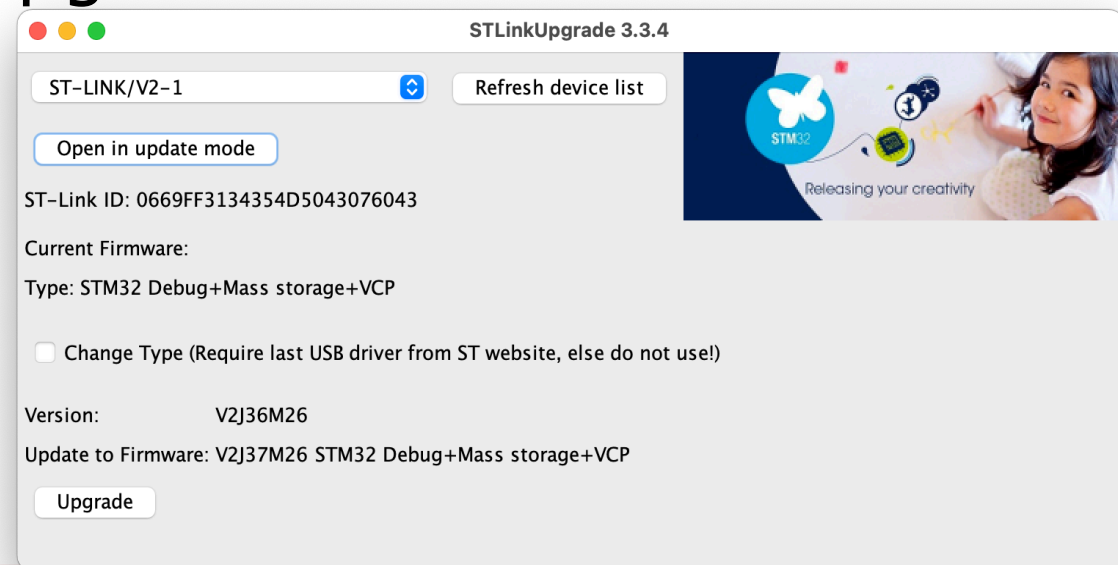 STLinkUpgrade 3.3.4
ST-LINK/V2-1
Refresh device list
Open in update mode
STM32
Releasing your creativity
ST-Link ID: 0669FF3134354D5043076043
Current Firmware:
Type: STM32 Debug+Mass storage+VCP
Change Type (Require last USB driver from ST website, else do not use!)
Version: V2J36M26
Update to Firmware: V2J37M26 STM32 Debug+Mass storage+VCP
Upgrade